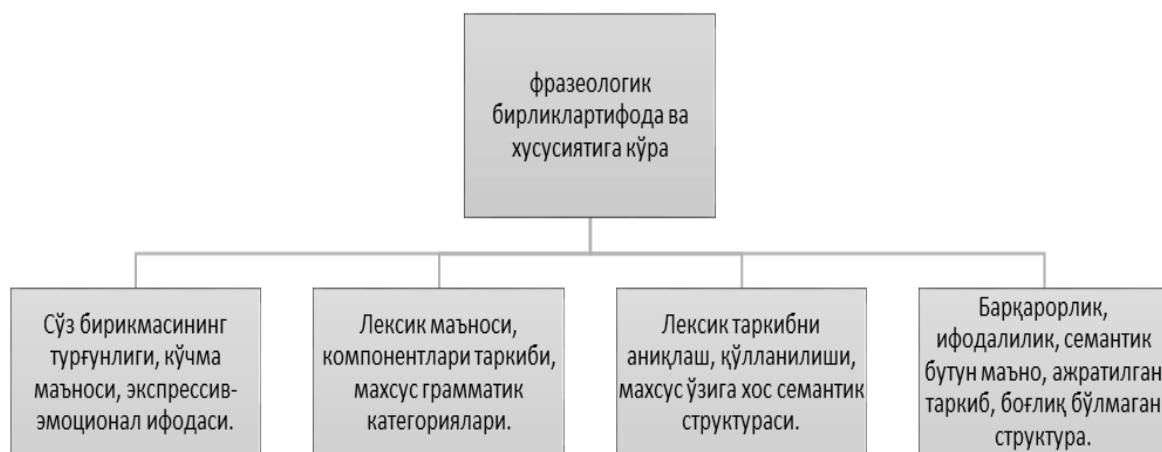 фразеологик
бирликлартифода ва
хусусиятига кўра
Сўз бирикмасининг
турғунлиги, кўчма
маъноси, экспрессив-
эмоционал ифодаси.
Лексик маъноси,
компонентлари таркиби,
махсус грамматик
категориялари.
Лексик таркибни
аниқлаш, қўлланилиши,
махсус ўзига хос семантик
структураси.
Барқарорлик,
ифодалилик, семантик
бутун маъно, ажратилган
таркиб, боғлиқ бўлмаган
структура.